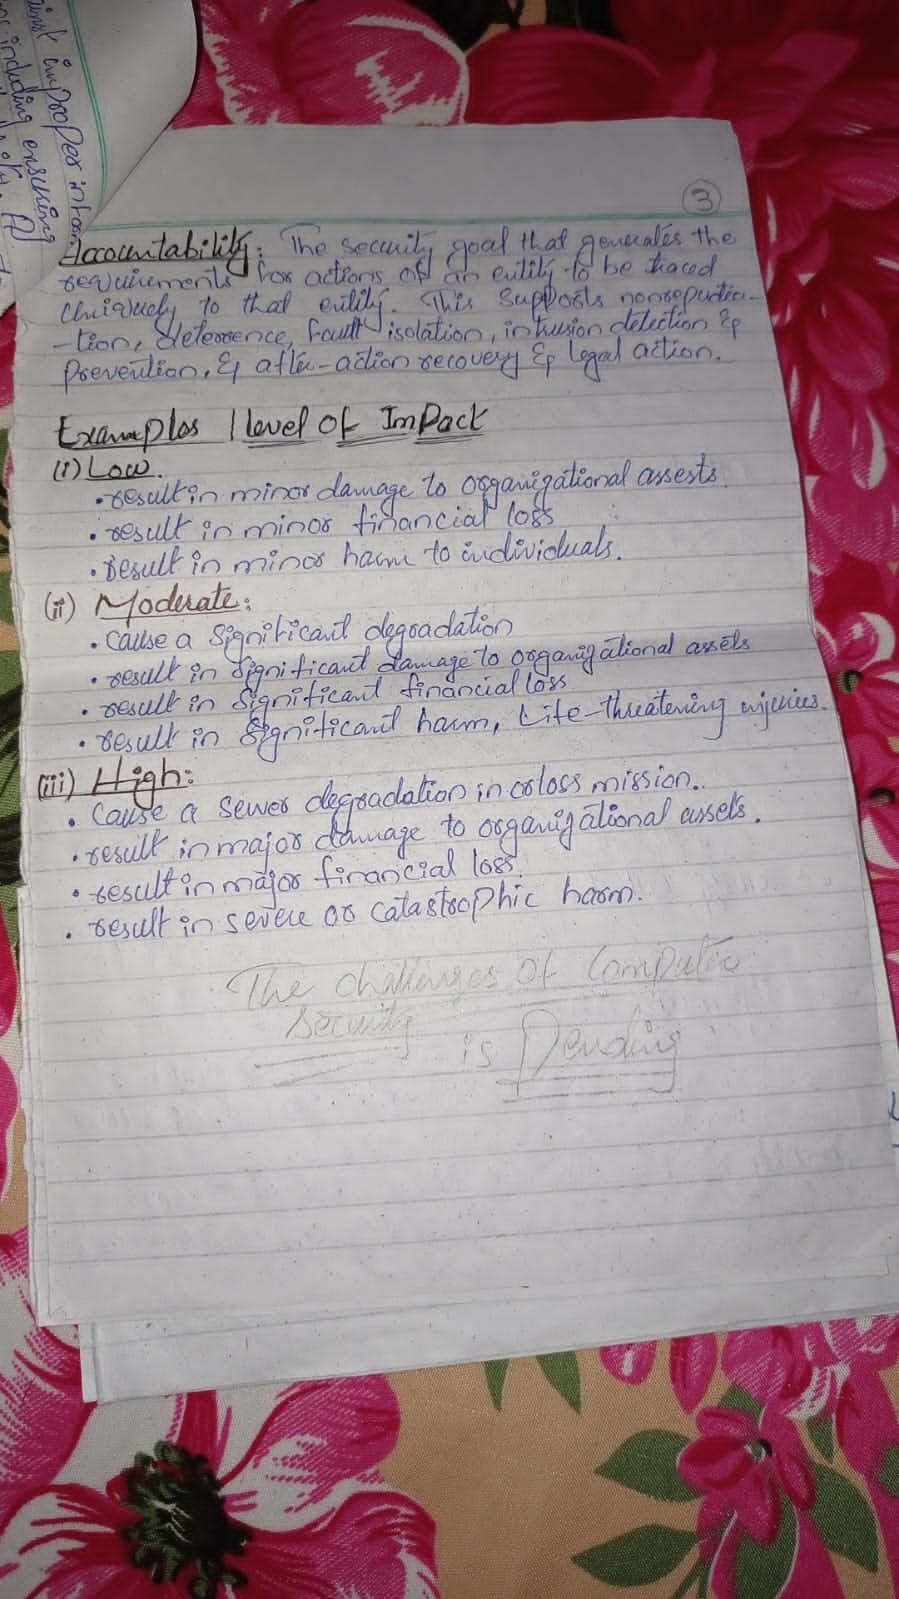 ainst improper infor
ns including ensuring
3
Accountability: The security goal that generates the
requirements for actions of an entity to be traced
uniquely to that entity. This supports nonrepudia-
-tion, deterrence, fault isolation, intrusion detection &
Prevention, & after-action recovery & legal action.
Examples / level of Impact
(i) Low.
• result in minor damage to organizational assests.
• result in minor financial loss
• result in minor harm to individuals.
(ii) Moderate:
• Cause a significant degradation
• result in significant damage to organizational assets
• result in significant financial loss
• result in significant harm, life-threatening injuries.
(iii) High:
• Cause a sewer degradation in or loss mission..
• result in major damage to organizational assets.
• result in major financial loss.
• result in severe or catastrophic harm.
The challenges of Computer
Security
is Pending